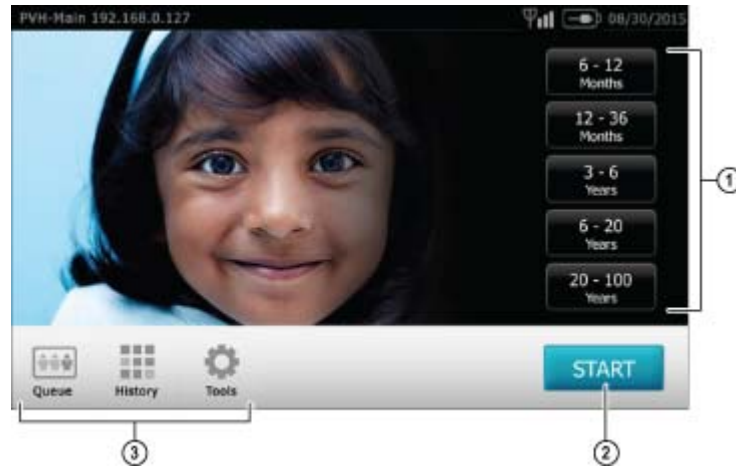 PVH-Main 192.168.0.127
08/30/2015
6 - 12
Months
12 - 36
Months
3 - 6
Years
6 - 20
Years
20 - 100
Years
1
Queue
History
Tools
START
3
2